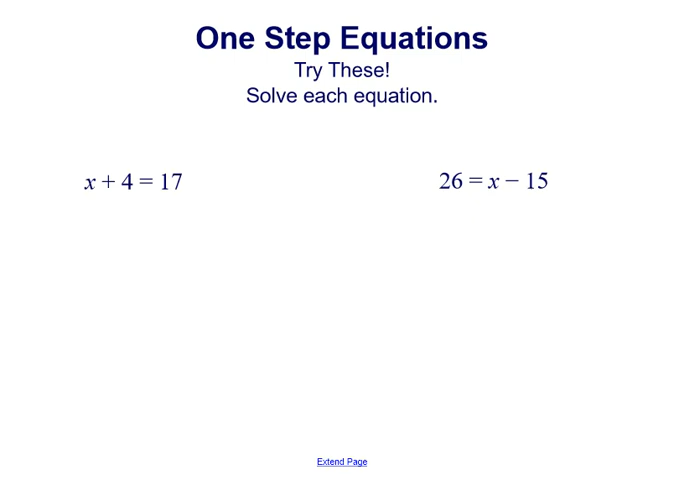 One Step Equations
Try These!
Solve each equation.
x + 4 = 17
26 = x − 15
Extend Page